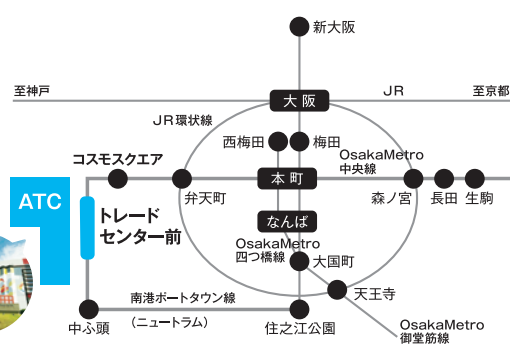 新大阪
至神戸
大阪
JR
至京都
JR環状線
西梅田
梅田
OsakaMetro
中央線
コスモスクエア
本町
弁天町
森ノ宮
長田
生駒
ATC
トレード
センター前
なんば
OsakaMetro
四つ橋線
大国町
天王寺
南港ポートタウン線
(ニュートラム)
中ふ頭
住之江公園
OsakaMetro
御堂筋線